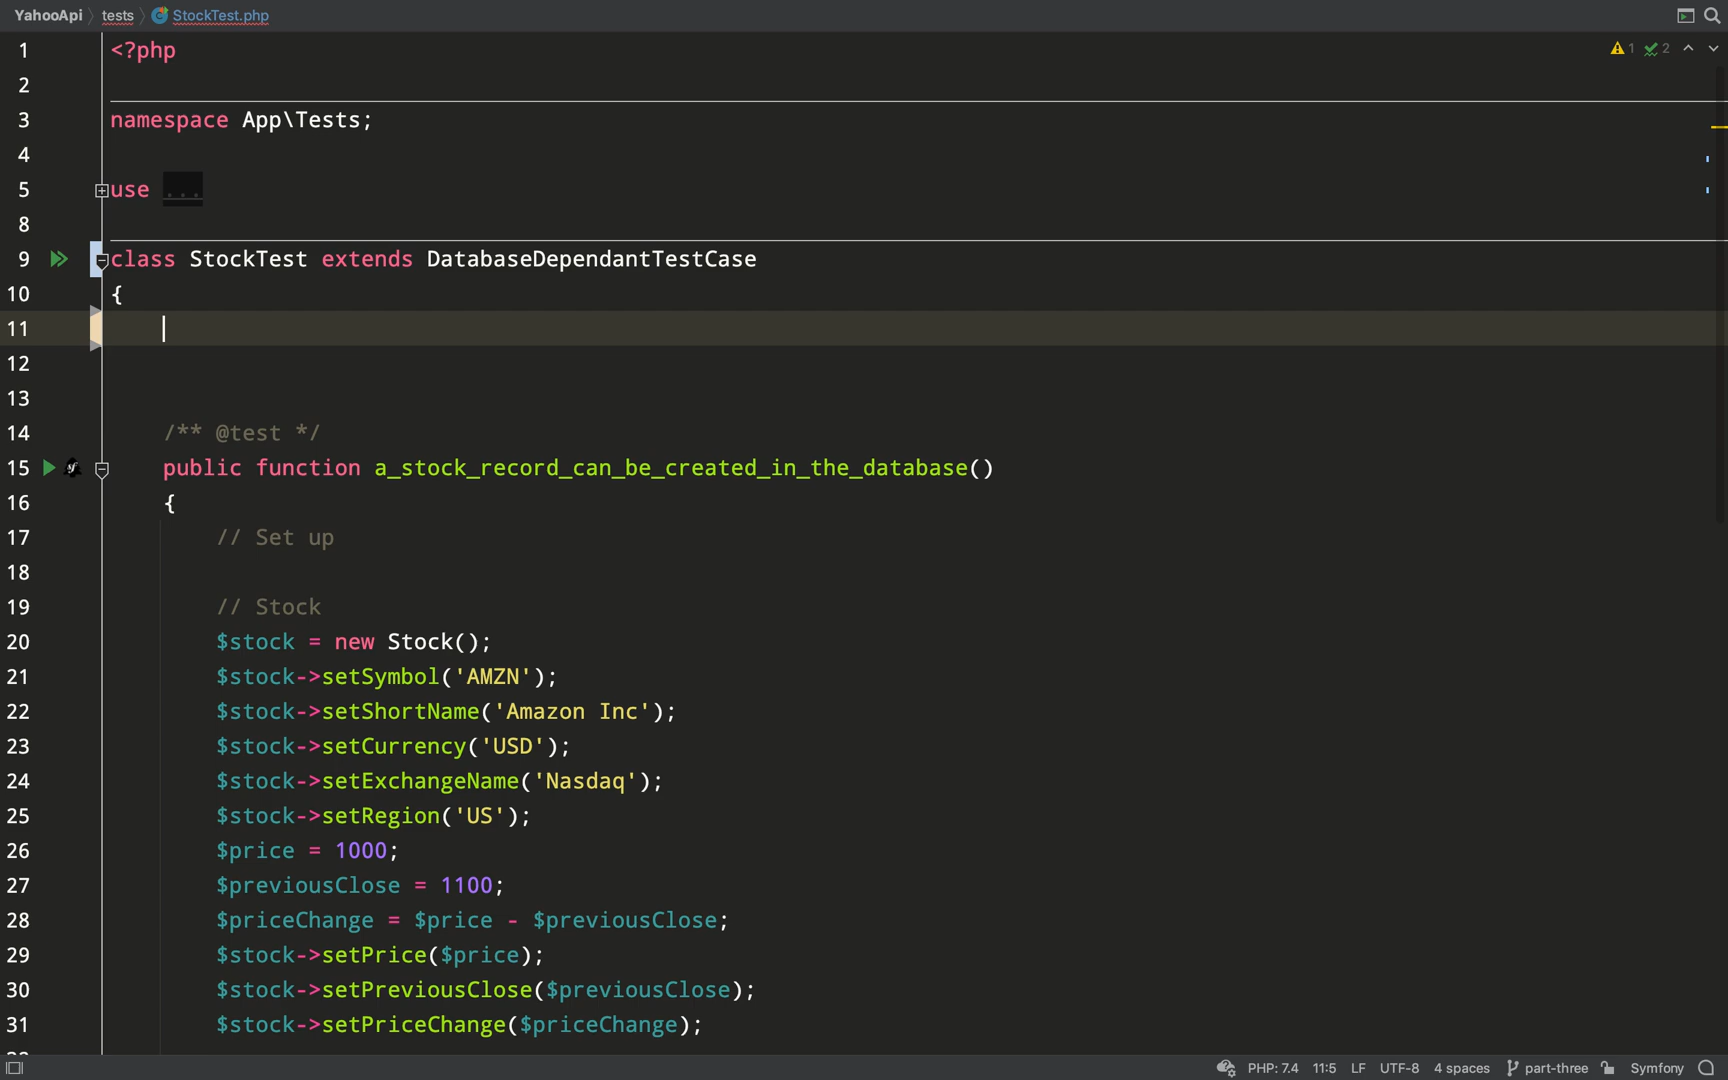 YahooApi tests StockTest.php
1 <?php
1 2
2
3 namespace App\Tests;
4
5 use ...
8
9 class StockTest extends DatabaseDependantTestCase
10 {
11
12
13
14 /** @test */
15 public function a_stock_record_can_be_created_in_the_database()
16 {
17 // Set up
18
19 // Stock
20 $stock = new Stock();
21 $stock->setSymbol('AMZN');
22 $stock->setShortName('Amazon Inc');
23 $stock->setCurrency('USD');
24 $stock->setExchangeName('Nasdaq');
25 $stock->setRegion('US');
26 $price = 1000;
27 $previousClose = 1100;
28 $priceChange = $price - $previousClose;
29 $stock->setPrice($price);
30 $stock->setPreviousClose($previousClose);
31 $stock->setPriceChange($priceChange);
PHP: 7.4 11:5 LF UTF-8 4 spaces part-three Symfony